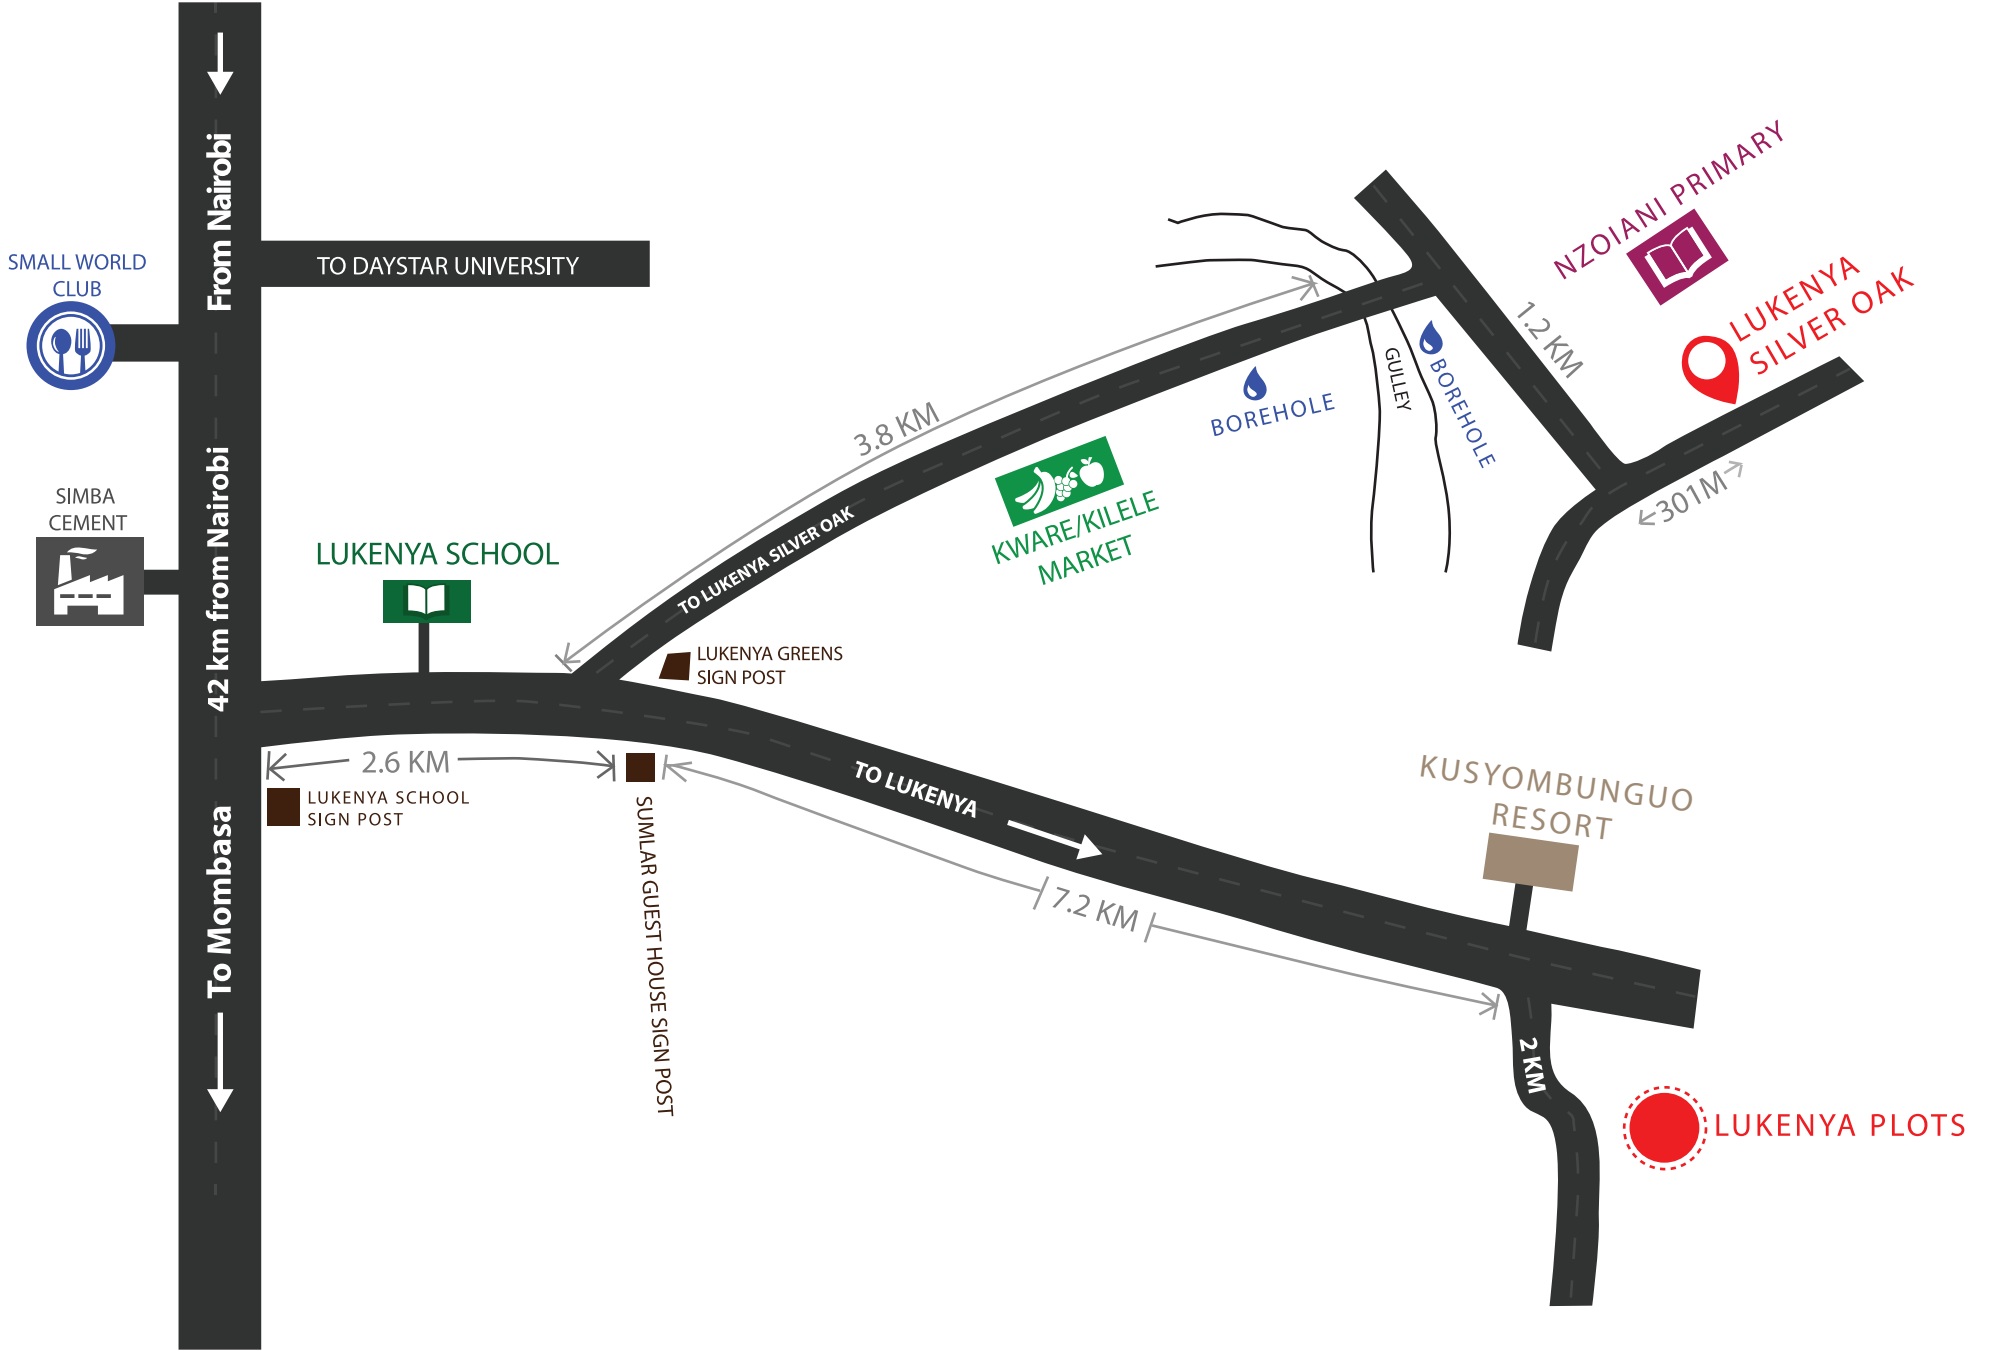 From Nairobi
TO DAYSTAR UNIVERSITY
SMALL WORLD
CLUB
42 km from Nairobi
SIMBA
CEMENT
LUKENYA SCHOOL
To Mombasa
2.6 KM
LUKENYA SCHOOL
SIGN POST
3.8 KM
TO LUKENYA SILVER OAK
LUKENYA GREENS
SIGN POST
SUMLAR GUEST HOUSE SIGN POST
KWARE/KILELE
MARKET
BOREHOLE
GULLEY
BOREHOLE
1.2 KM
NZOIANI PRIMARY
LUKENYA
SILVER OAK
301M
TO LUKENYA
7.2 KM
KUSYOMBUNGUO
RESORT
2 KM
LUKENYA PLOTS